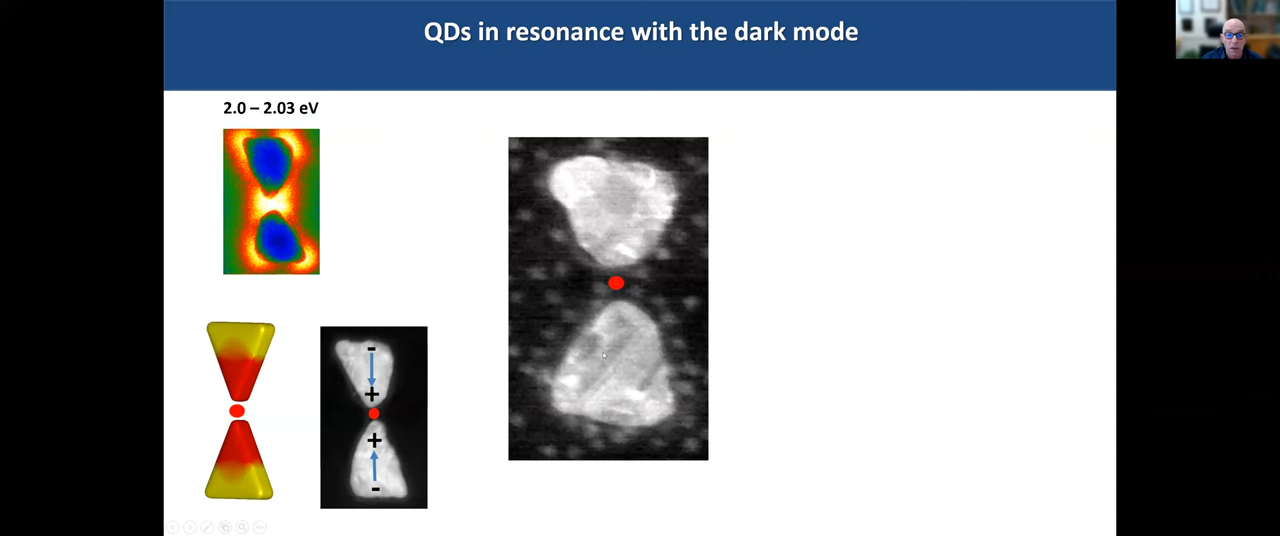 QDs in resonance with the dark mode
2.0 – 2.03 eV
-
+
+
-